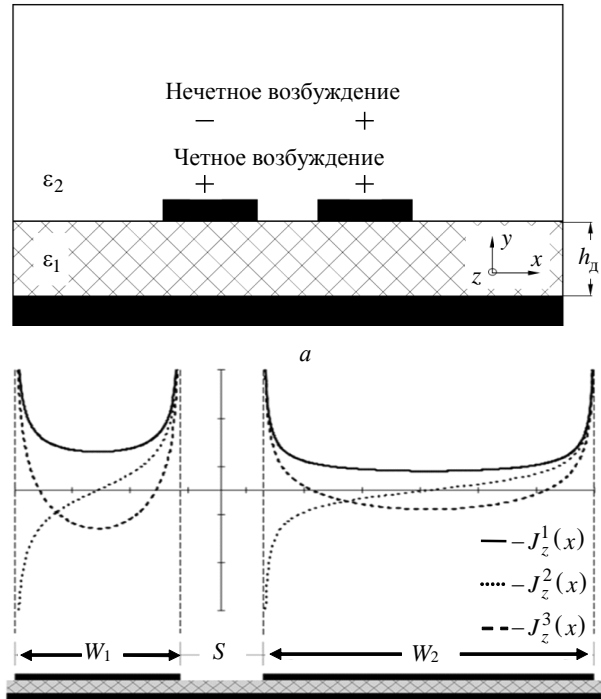 Нечетное возбуждение
− +
Четное возбуждение
+ +
ε2
ε1
y
z x
hд
а
— – J_z^1(x)
····· – J_z^2(x)
- - – J_z^3(x)
W1 S W2